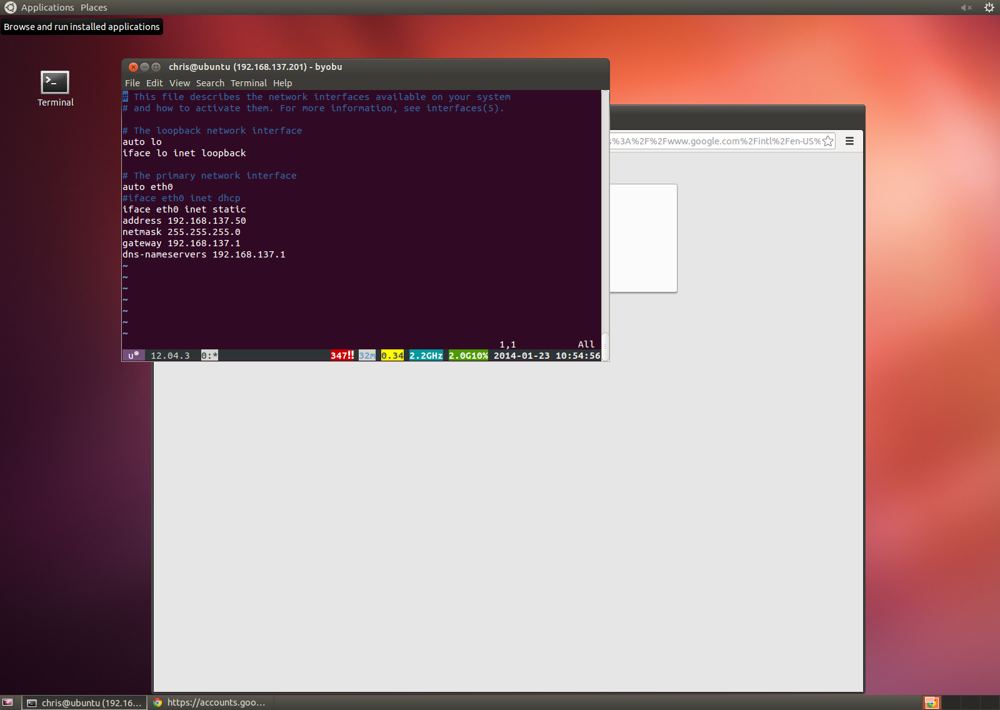 Applications Places
Browse and run installed applications
Terminal
chris@ubuntu (192.168.137.201) - byobu
File Edit View Search Terminal Help
# This file describes the network interfaces available on your system
# and how to activate them. For more information, see interfaces(5).
# The loopback network interface
auto lo
iface lo inet loopback
# The primary network interface
auto eth0
#iface eth0 inet dhcp
iface eth0 inet static
address 192.168.137.50
netmask 255.255.255.0
gateway 192.168.137.1
dns-nameservers 192.168.137.1
~
~
~
~
~
~
~
1,1 All
u 12.04.3 0:* 347!! 32m 0.34 2.2GHz 2.0G10% 2014-01-23 10:54:56
s%3A%2F%2Fwww.google.com%2Fintl%2Fen-US%
chris@ubuntu (192.16...
https://accounts.goo...